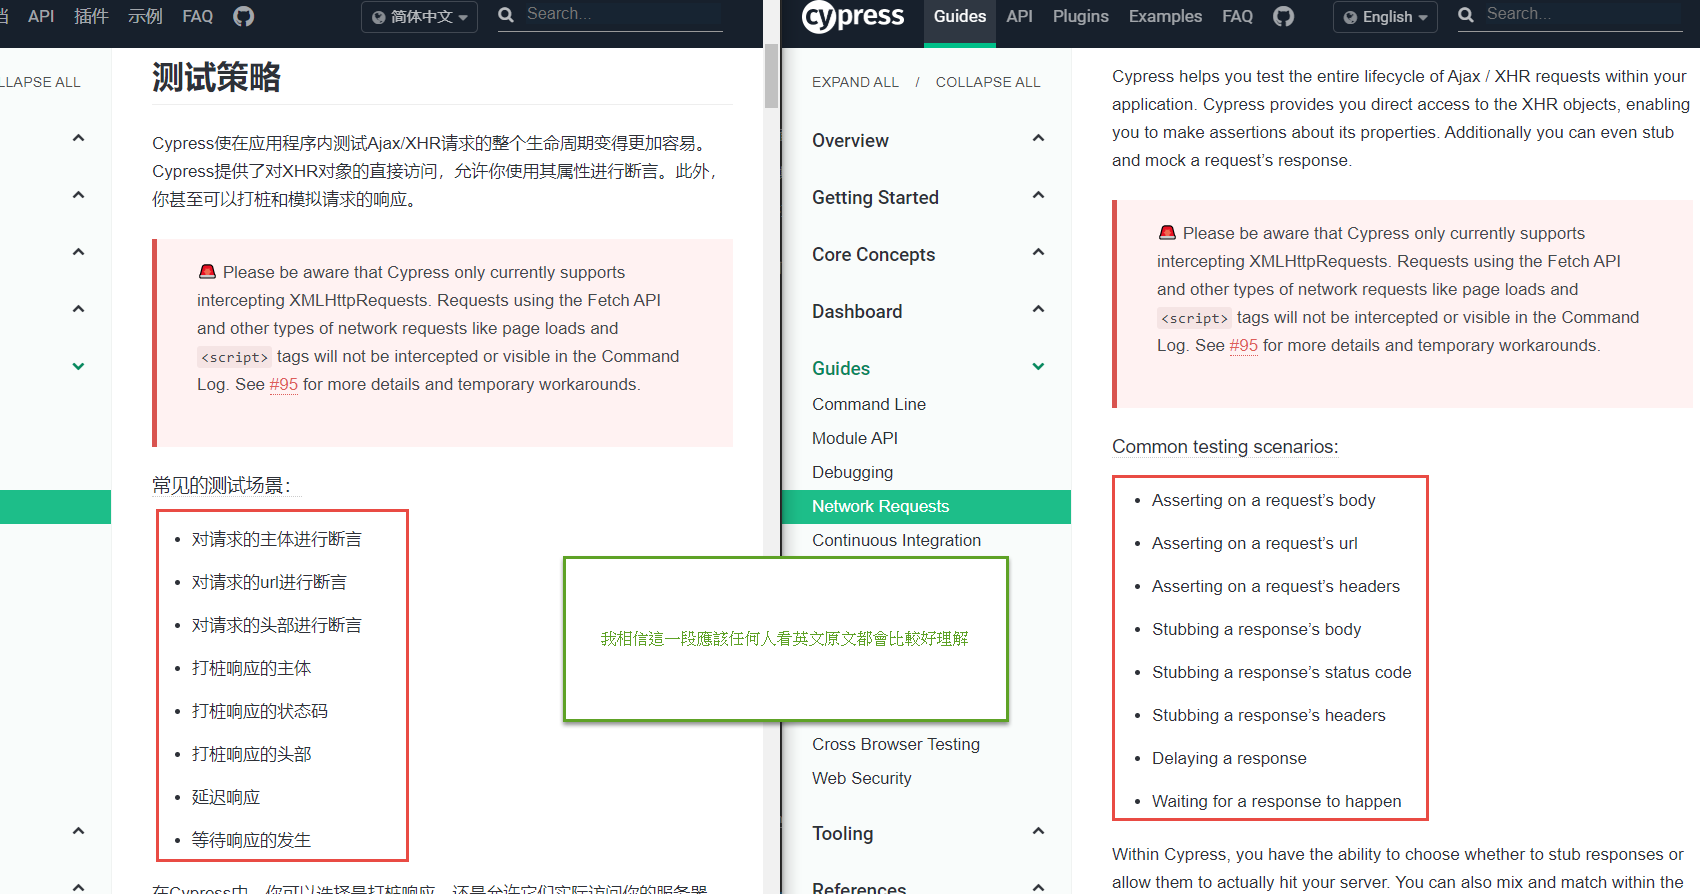 API 插件 示例 FAQ 简体中文 Search...
LLAPSE ALL
测试策略
Cypress使在应用程序内测试Ajax/XHR请求的整个生命周期变得更加容易。
Cypress提供了对XHR对象的直接访问，允许你使用其属性进行断言。此外，
你甚至可以打桩和模拟请求的响应。
🚨 Please be aware that Cypress only currently supports
intercepting XMLHttpRequests. Requests using the Fetch API
and other types of network requests like page loads and
<script> tags will not be intercepted or visible in the Command
Log. See #95 for more details and temporary workarounds.
常见的测试场景：
• 对请求的主体进行断言
• 对请求的url进行断言
• 对请求的头部进行断言
• 打桩响应的主体
• 打桩响应的状态码
• 打桩响应的头部
• 延迟响应
• 等待响应的发生
在Cypress中，你可以选择是打桩响应，还是允许它们实际访问你的服务器
我相信這一段應該任何人看英文原文都會比較好理解
cypress Guides API Plugins Examples FAQ English Search...
EXPAND ALL / COLLAPSE ALL
Overview
Getting Started
Core Concepts
Dashboard
Guides
Command Line
Module API
Debugging
Network Requests
Continuous Integration
Cross Browser Testing
Web Security
Tooling
References
Cypress helps you test the entire lifecycle of Ajax / XHR requests within your
application. Cypress provides you direct access to the XHR objects, enabling
you to make assertions about its properties. Additionally you can even stub
and mock a request’s response.
🚨 Please be aware that Cypress only currently supports
intercepting XMLHttpRequests. Requests using the Fetch API
and other types of network requests like page loads and
<script> tags will not be intercepted or visible in the Command
Log. See #95 for more details and temporary workarounds.
Common testing scenarios:
• Asserting on a request’s body
• Asserting on a request’s url
• Asserting on a request’s headers
• Stubbing a response’s body
• Stubbing a response’s status code
• Stubbing a response’s headers
• Delaying a response
• Waiting for a response to happen
Within Cypress, you have the ability to choose whether to stub responses or
allow them to actually hit your server. You can also mix and match within the